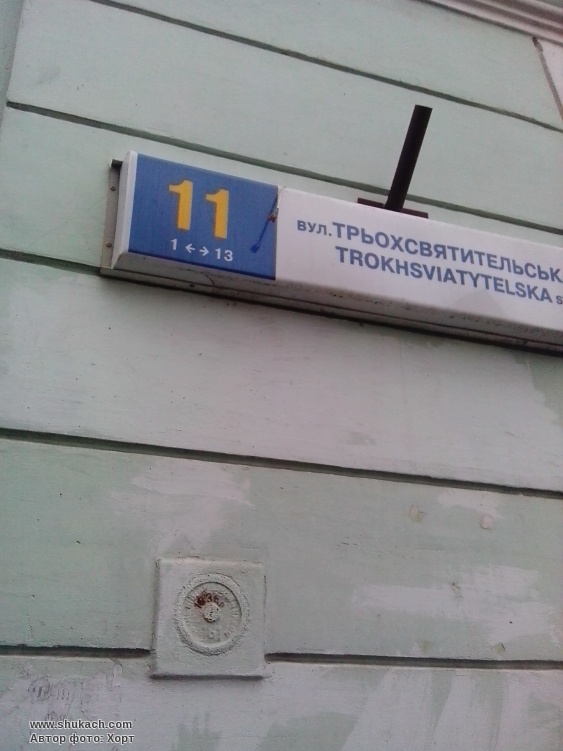 11
1 ←→ 13
ВУЛ.ТРЬОХСВЯТИТЕЛЬСЬК
TROKHSVIATYTELSKA
www.shukach.com
Автор фото: Хорт